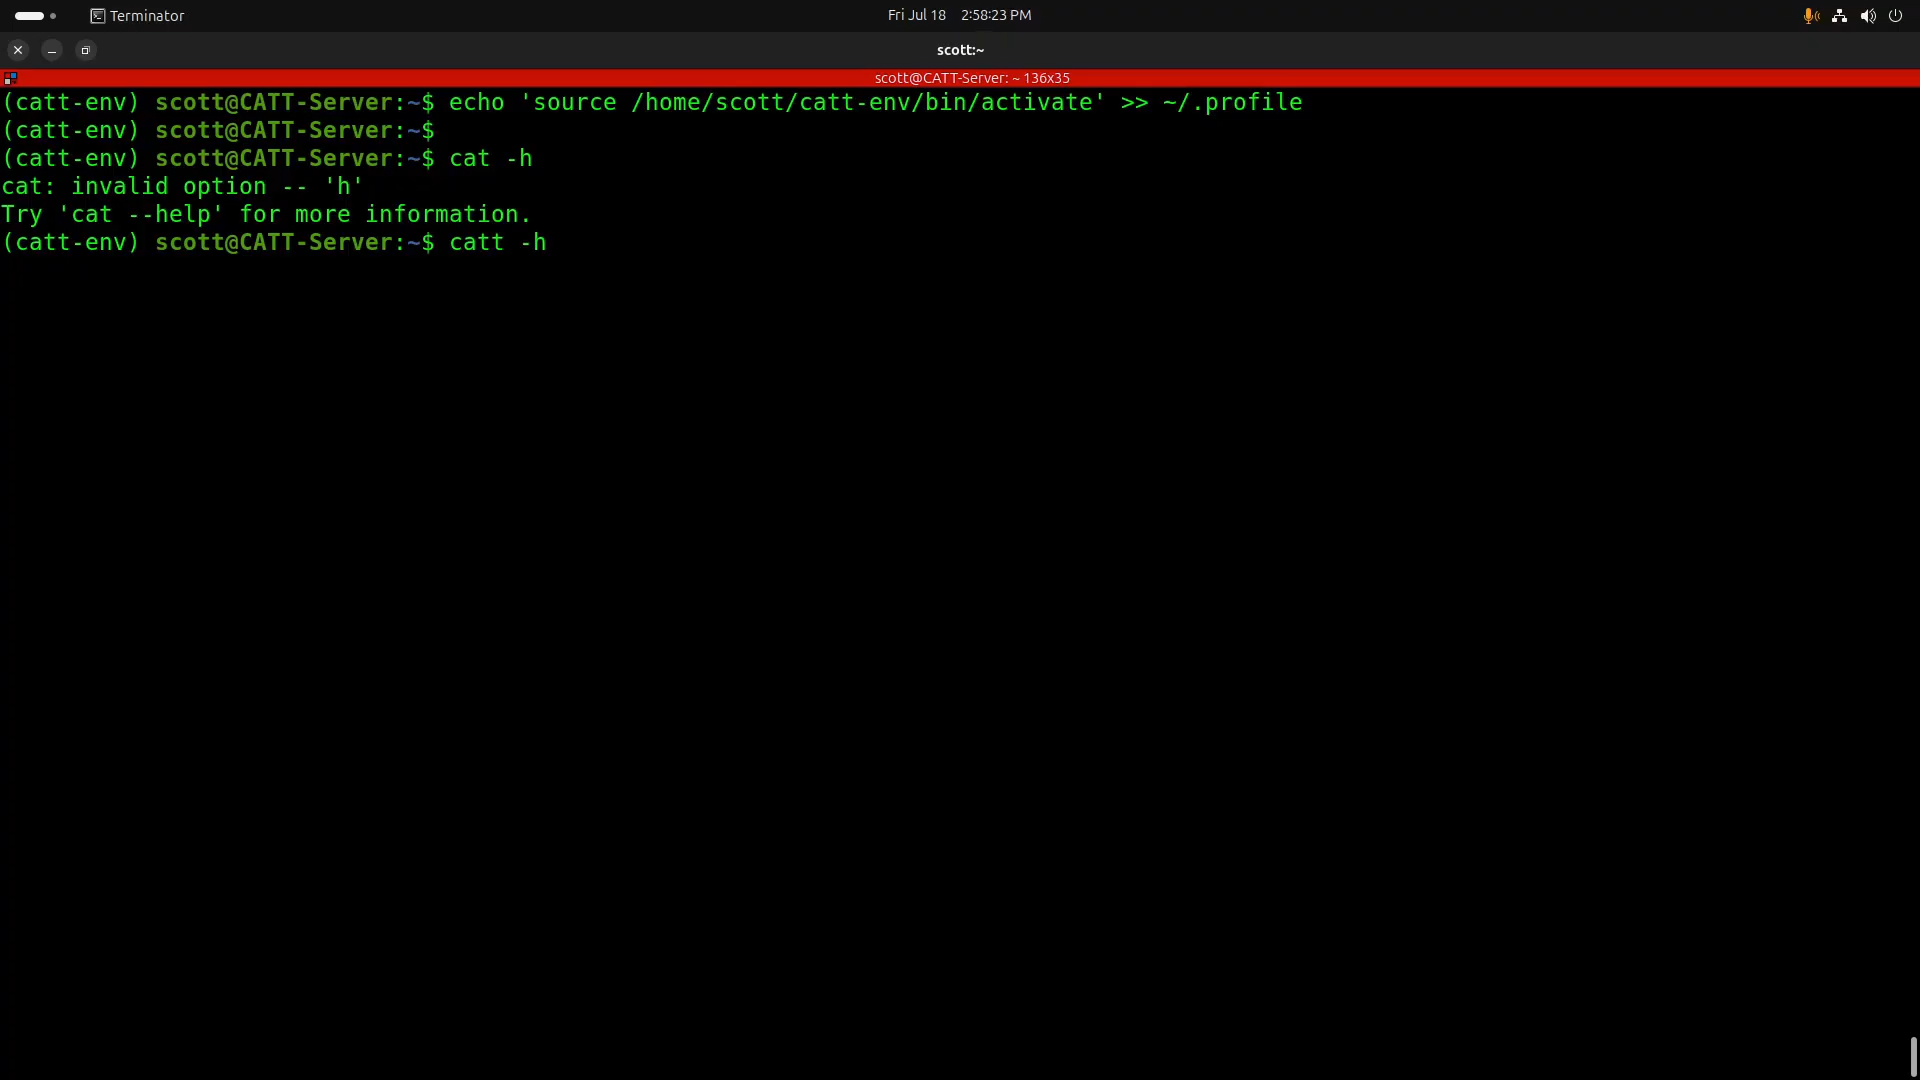 Terminator
Fri Jul 18 2:58:23 PM
scott:~
scott@CATT-Server: ~ 136x35
(catt-env) scott@CATT-Server:~$ echo 'source /home/scott/catt-env/bin/activate' >> ~/.profile
(catt-env) scott@CATT-Server:~$
(catt-env) scott@CATT-Server:~$ cat -h
cat: invalid option -- 'h'
Try 'cat --help' for more information.
(catt-env) scott@CATT-Server:~$ catt -h